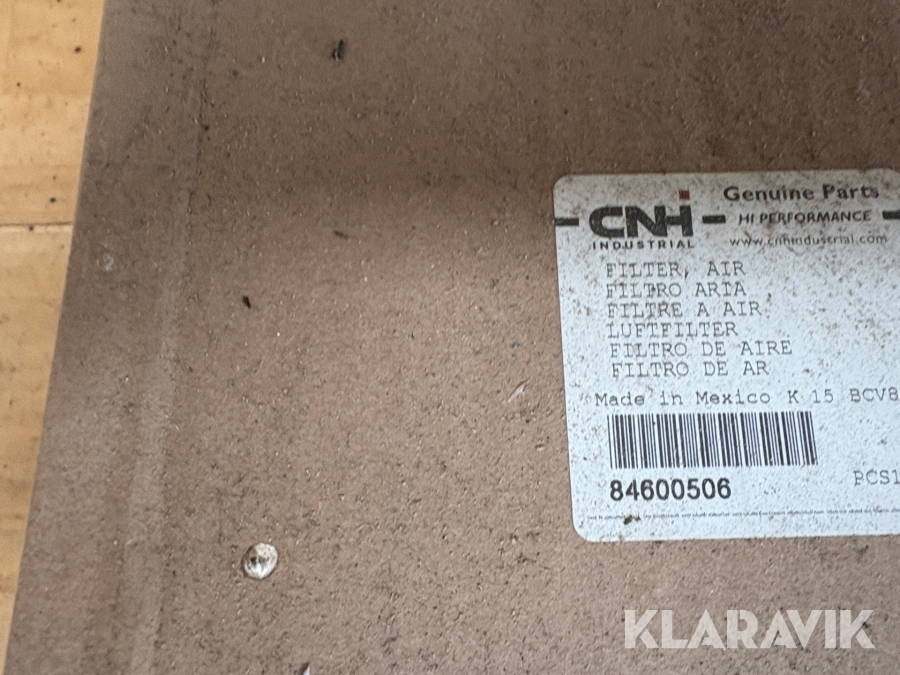 Genuine Parts
CNH
HI PERFORMANCE
INDUSTRIAL
www.cnhindustrial.com
FILTER, AIR
FILTRO ARIA
FILTRE A AIR
LUFTFILTER
FILTRO DE AIRE
FILTRO DE AR
Made in Mexico K 15 BCV8
84600506
PCS1
KLARAVIK